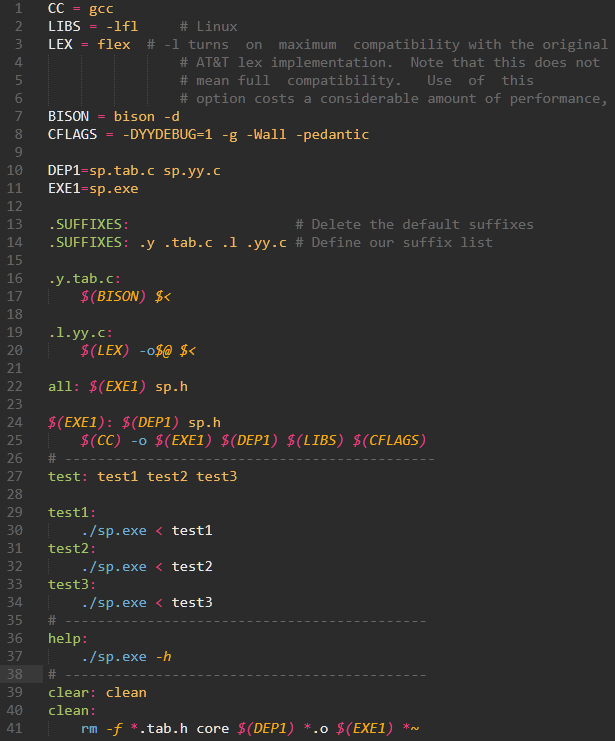 1 CC = gcc
2 LIBS = -lfl # Linux
3 LEX = flex # -l turns on maximum compatibility with the original
4 # AT&T lex implementation. Note that this does not
5 # mean full compatibility. Use of this
6 # option costs a considerable amount of performance,
7 BISON = bison -d
8 CFLAGS = -DYYDEBUG=1 -g -Wall -pedantic
9
10 DEP1=sp.tab.c sp.yy.c
11 EXE1=sp.exe
12
13 .SUFFIXES: # Delete the default suffixes
14 .SUFFIXES: .y .tab.c .l .yy.c # Define our suffix list
15
16 .y.tab.c:
17 $(BISON) $<
18
19 .l.yy.c:
20 $(LEX) -o$@ $<
21
22 all: $(EXE1) sp.h
23
24 $(EXE1): $(DEP1) sp.h
25 $(CC) -o $(EXE1) $(DEP1) $(LIBS) $(CFLAGS)
26 # ---------------------------------------------
27 test: test1 test2 test3
28
29 test1:
30 ./sp.exe < test1
31 test2:
32 ./sp.exe < test2
33 test3:
34 ./sp.exe < test3
35 # --------------------------------------------
36 help:
37 ./sp.exe -h
38 # --------------------------------------------
39 clear: clean
40 clean:
41 rm -f *.tab.h core $(DEP1) *.o $(EXE1) *~